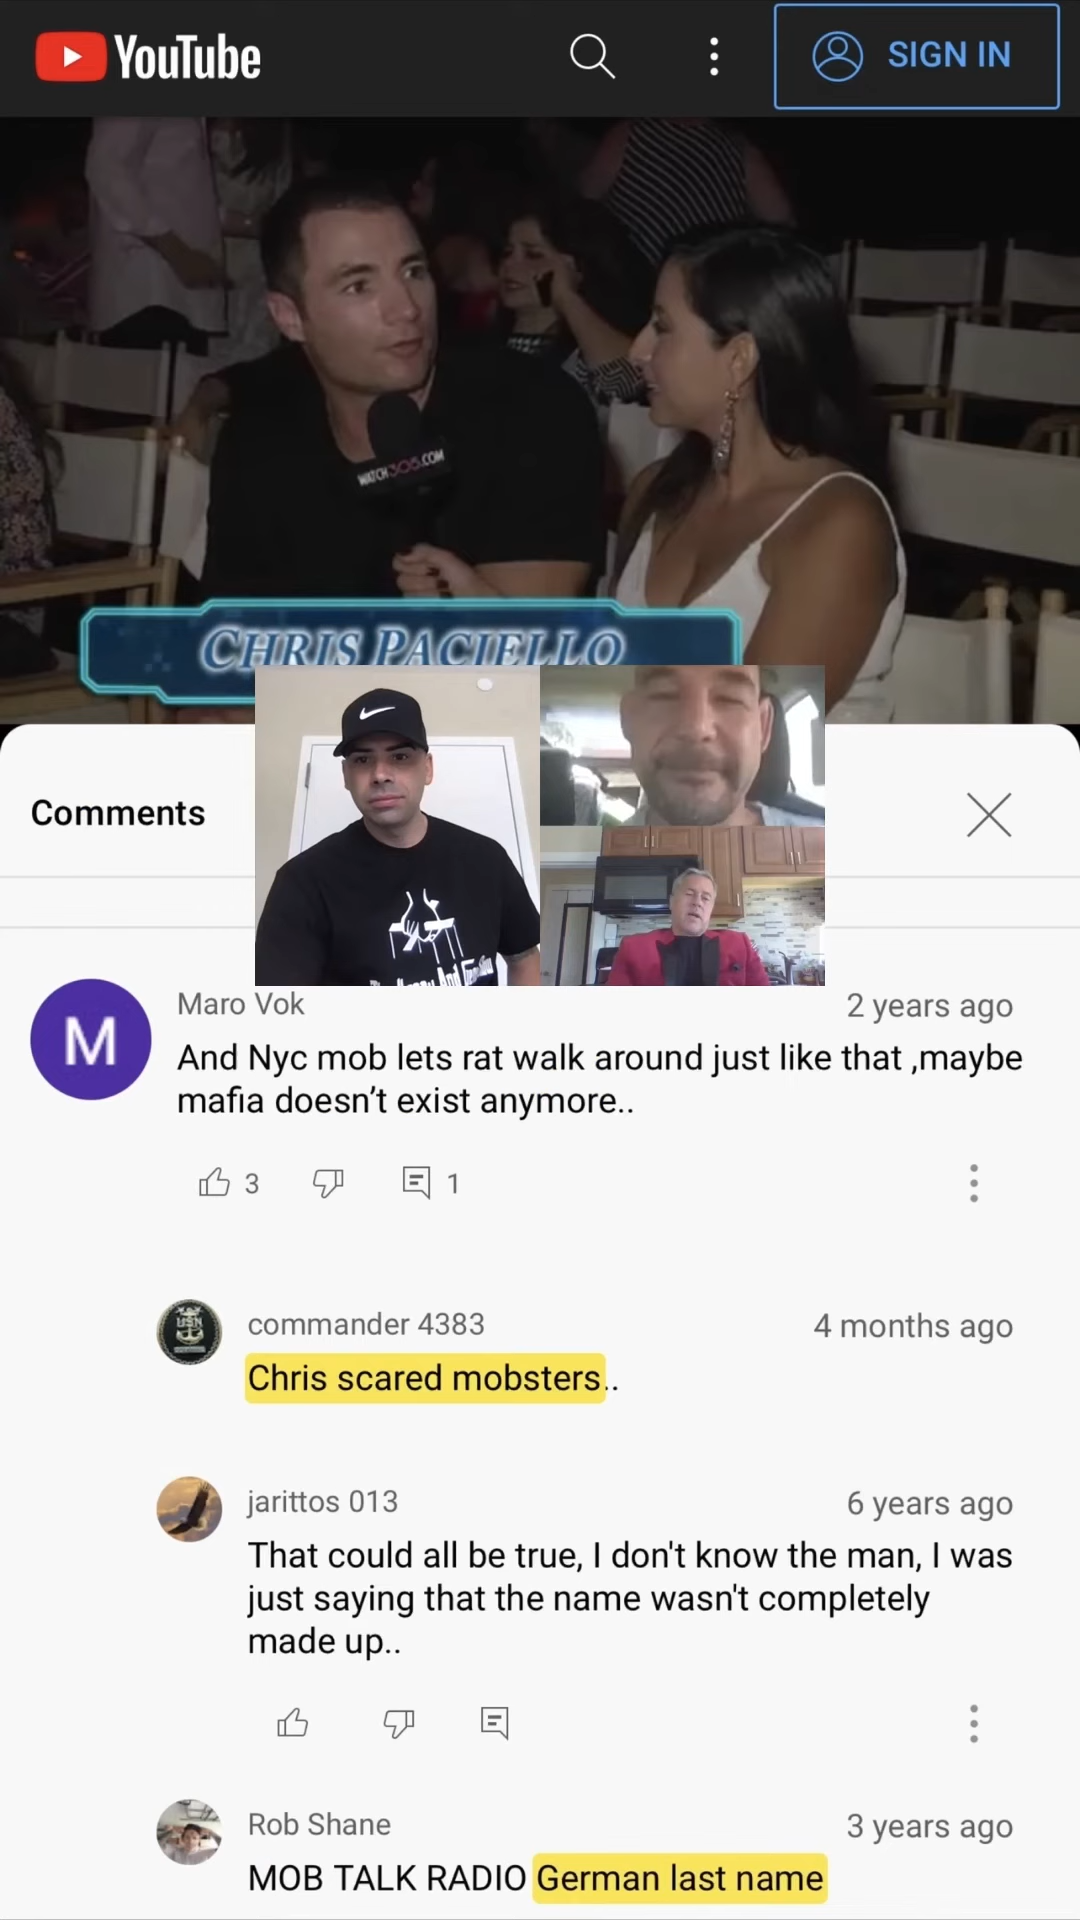 YouTube
SIGN IN
WATCH305.COM
CHRIS PACIELLO
Comments
Maro Vok
2 years ago
And Nyc mob lets rat walk around just like that ,maybe
mafia doesn’t exist anymore..
3
1
commander 4383
4 months ago
Chris scared mobsters..
jarittos 013
6 years ago
That could all be true, I don't know the man, I was
just saying that the name wasn't completely
made up..
Rob Shane
3 years ago
MOB TALK RADIO German last name
M
USN